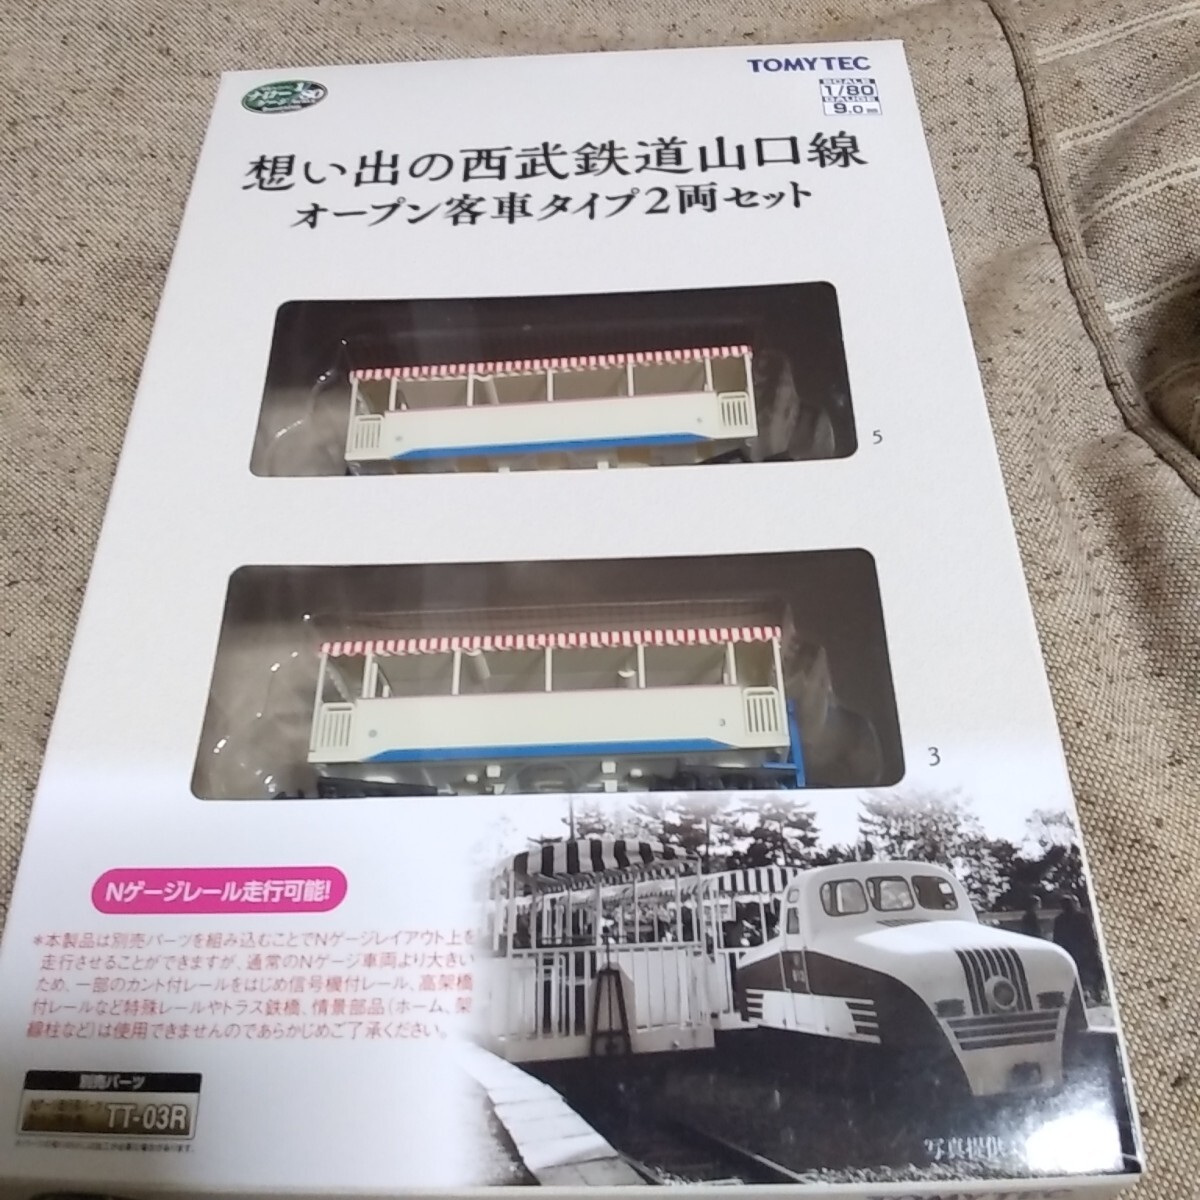 TOMYTEC
SCALE
1/80
GAUGE
9.0mm
ナローゲージ 80
想い出の西武鉄道山口線
オープン客車タイプ2両セット
5
3
3
Nゲージレール走行可能!
*本製品は別売パーツを組み込むことでNゲージレイアウト上を
走行させることができますが、通常のNゲージ車両より大きい
ため、一部のカント付レールをはじめ信号機付レール、高架橋
付レールなど特殊レールやトラス鉄橋、情景部品(ホーム、架
線柱など)は使用できませんのであらかじめご了承ください。
別売パーツ
TT-03R
写真提供: